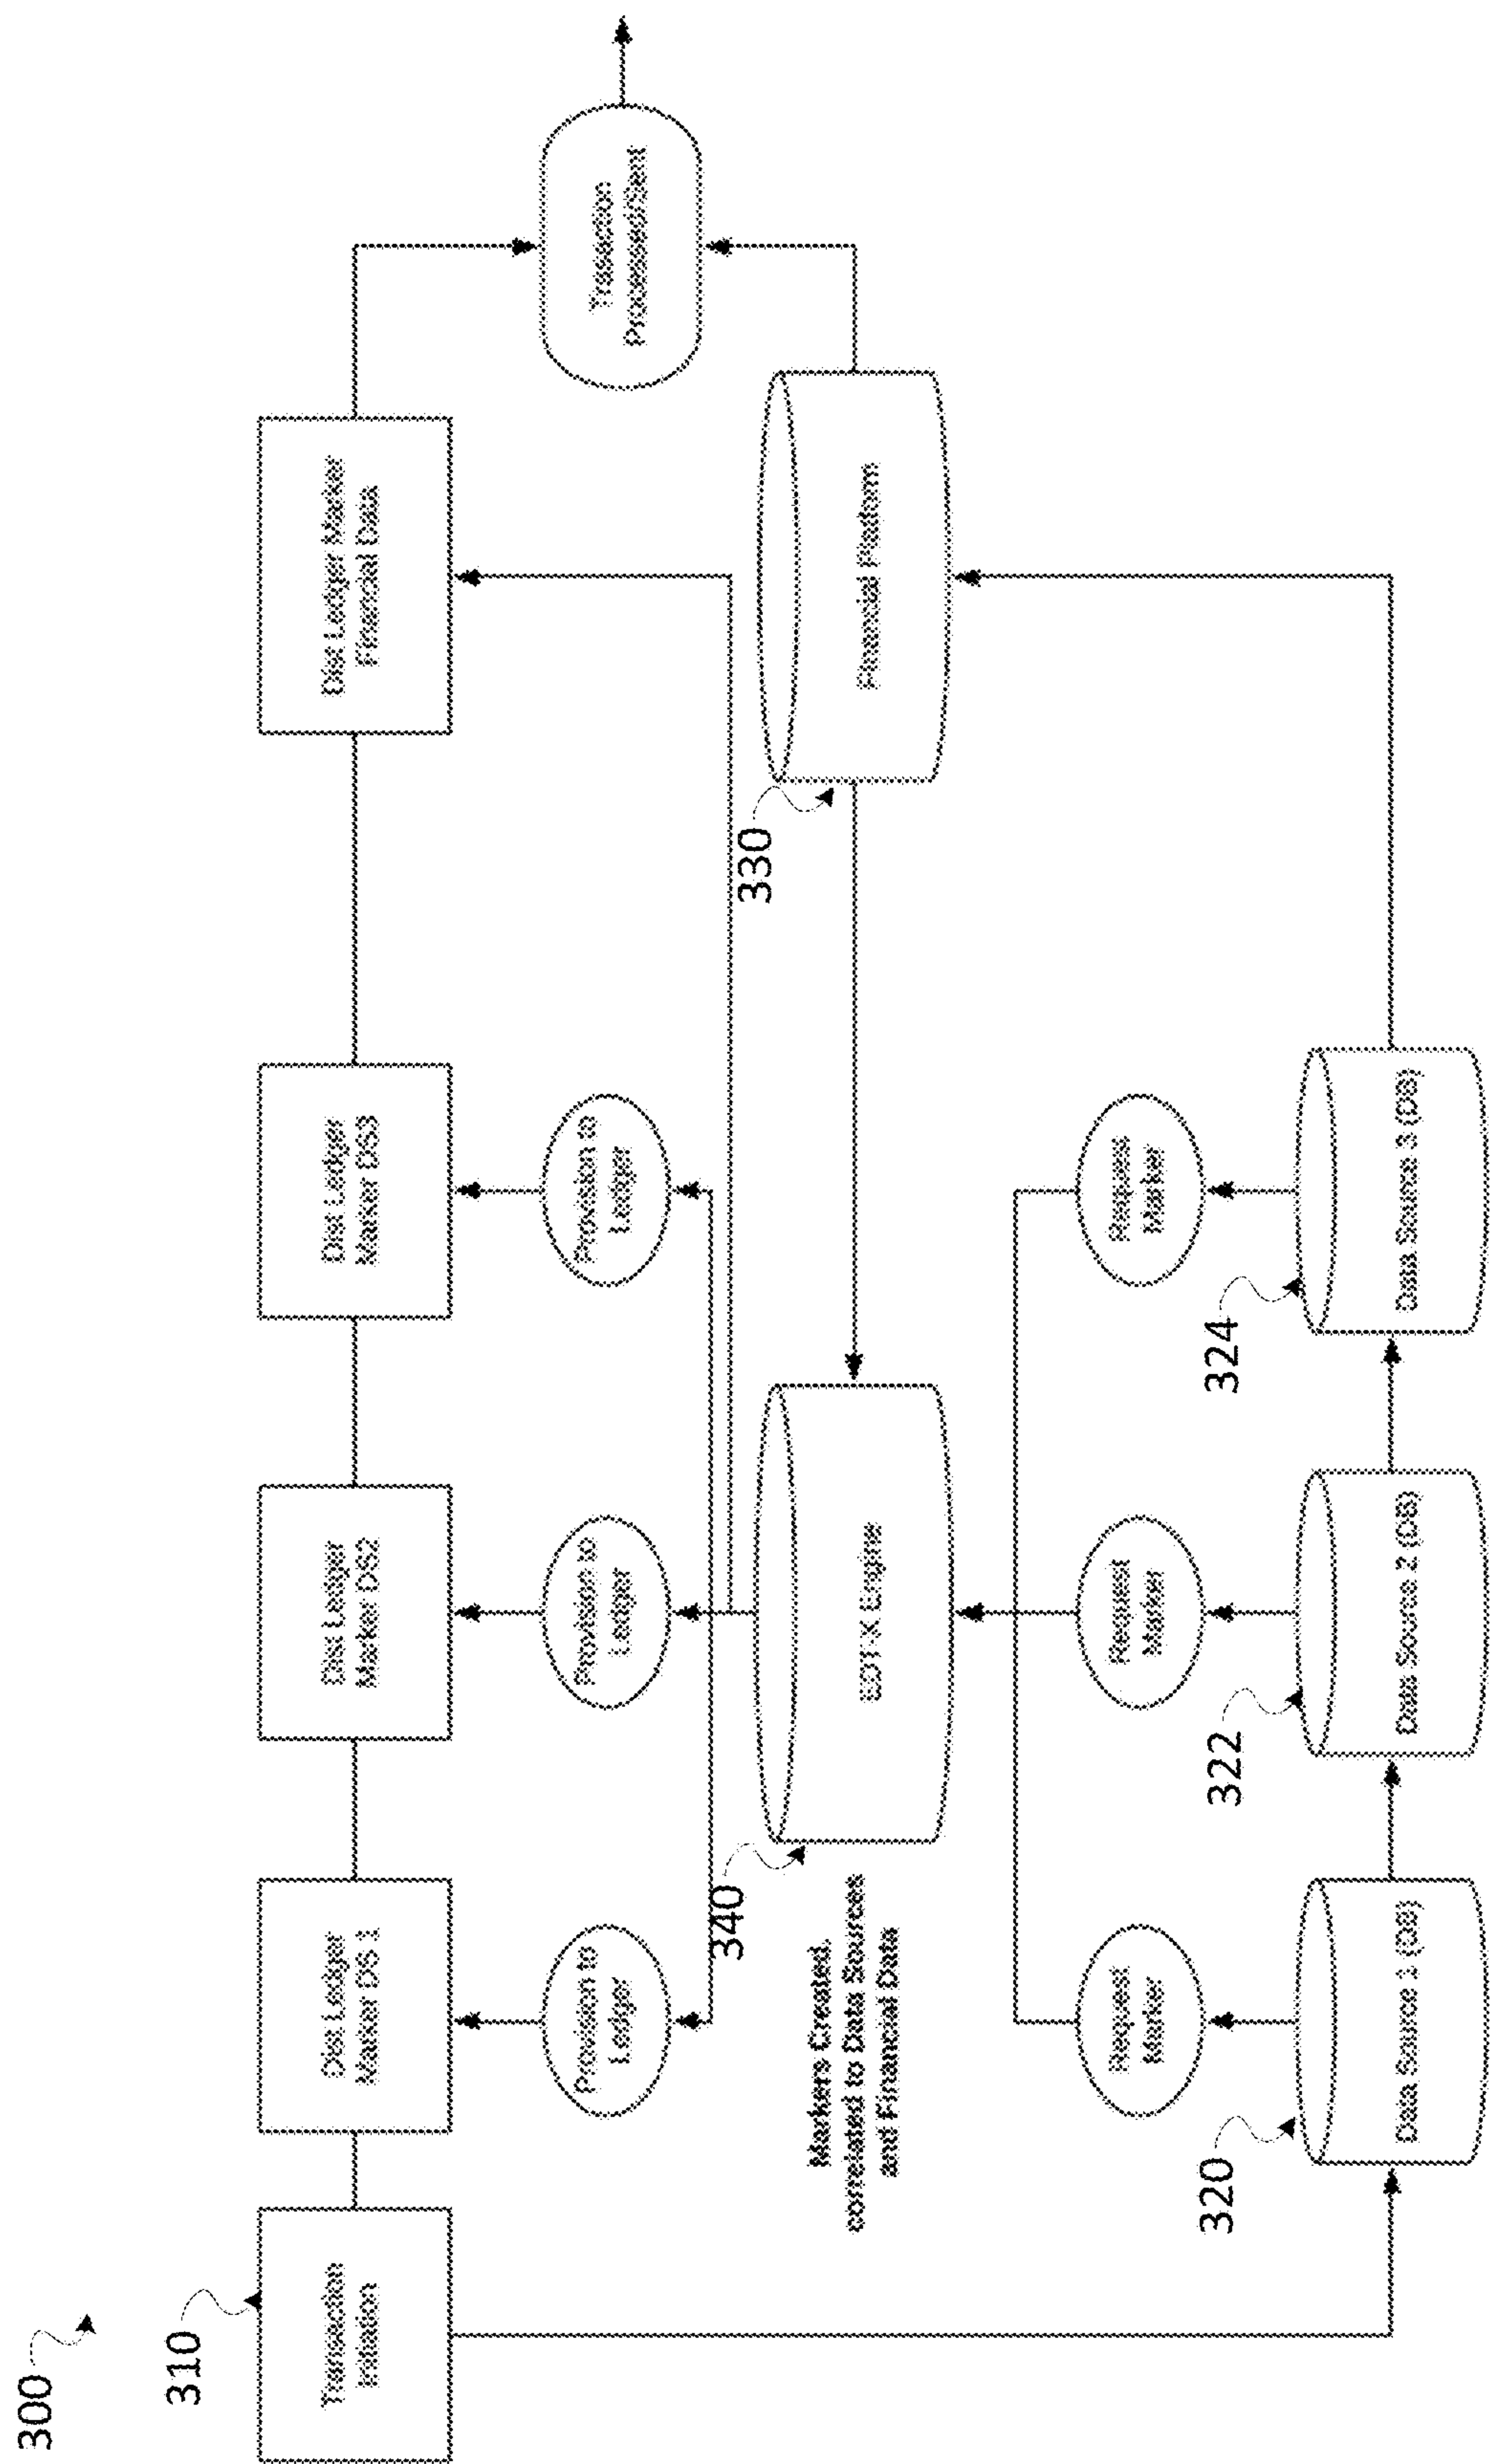 300
310
Transaction
Initiation
Dist Ledger
Marker DS 1
Dist Ledger
Marker DS2
Dist Ledger
Marker DS3
Dist Ledger Marker
Financial Data
Provision to
Ledger
Provision to
Ledger
Provision to
Ledger
Trasaction
Processed/Sent
340
Markers Created,
correlated to Data Sources
and Financial Data
EDT-X Engine
330
Financial Platform
Request
Marker
Request
Marker
Request
Marker
320
Data Source 1 (DB)
322
Data Source 2 (DB)
324
Data Source 3 (DB)